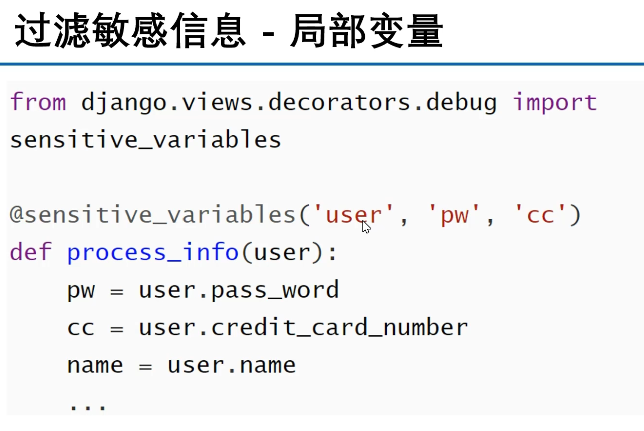 过滤敏感信息 - 局部变量
from django.views.decorators.debug import
sensitive_variables
@sensitive_variables('user', 'pw', 'cc')
def process_info(user):
    pw = user.pass_word
    cc = user.credit_card_number
    name = user.name
    ...